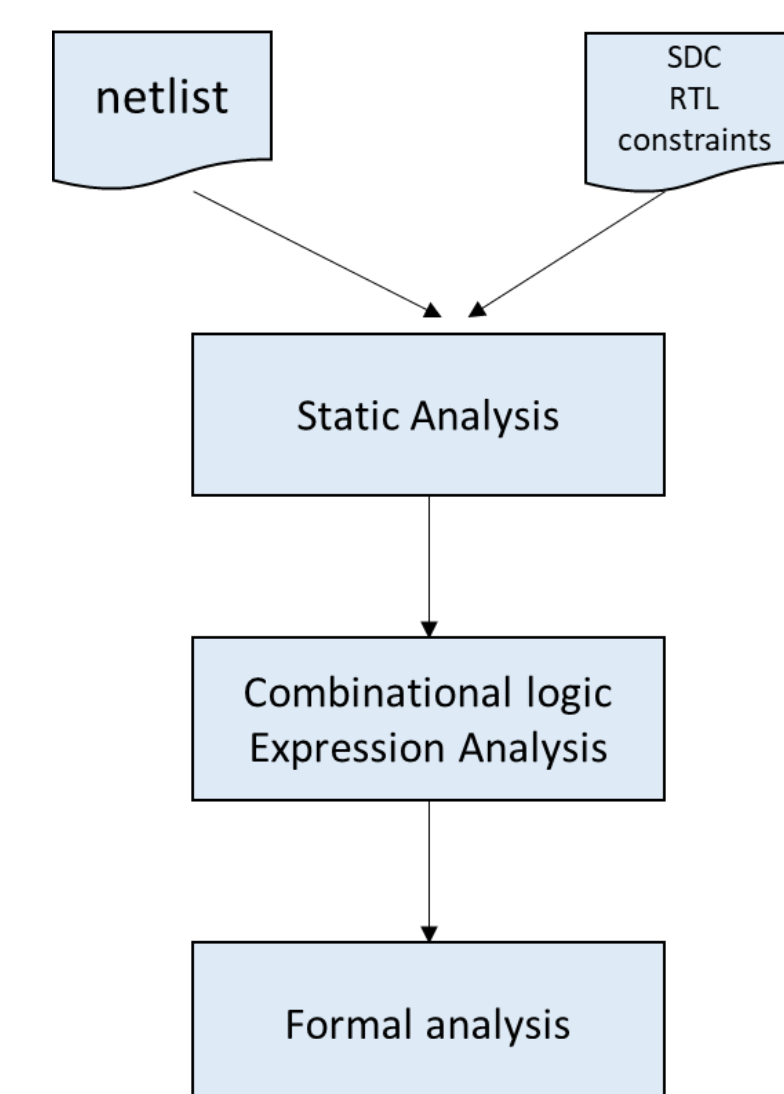 netlist
SDC
RTL
constraints
Static Analysis
Combinational logic
Expression Analysis
Formal analysis